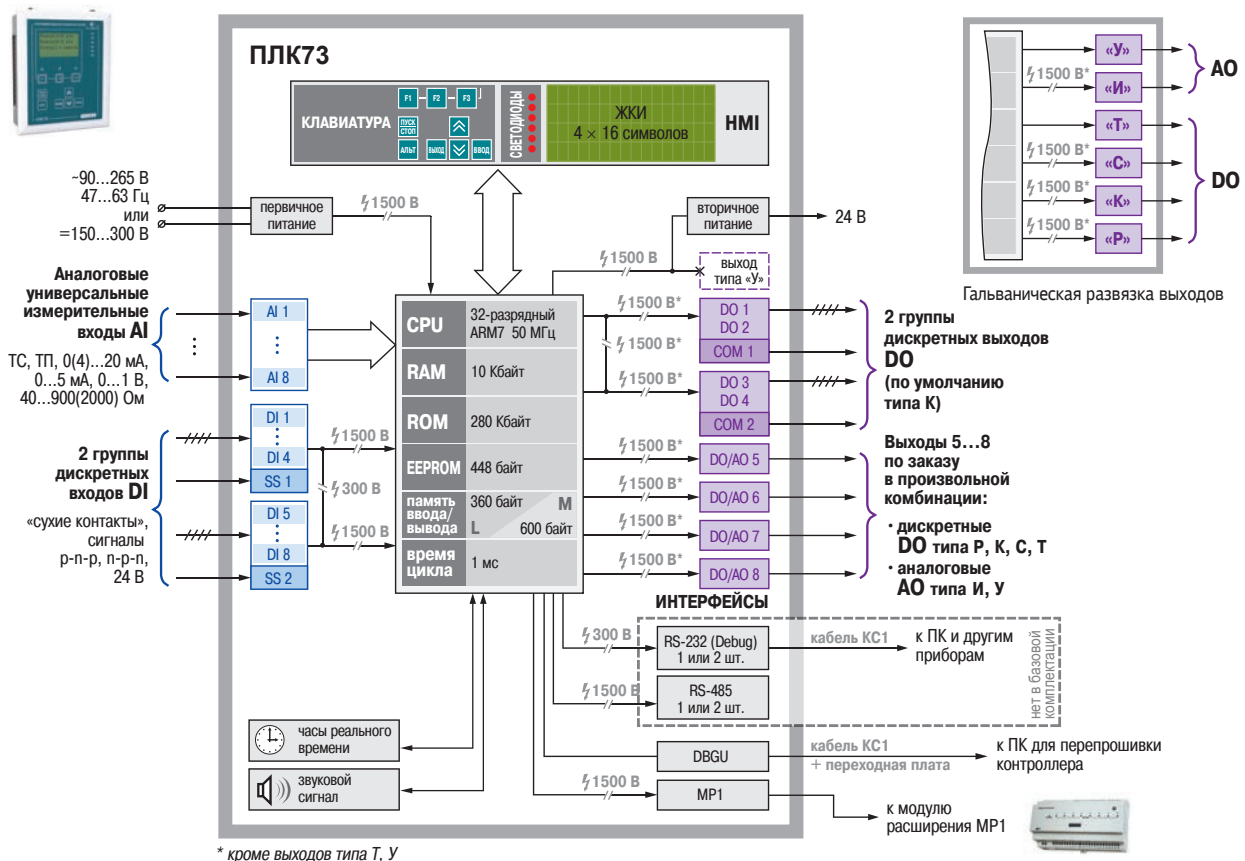 ПЛК73
КЛАВИАТУРА
F1
F2
F3
ПУСК
СТОП
АЛЬТ
ВЫХОД
ВВОД
СВЕТОДИОДЫ
ЖКИ
4 × 16 символов
HMI
~90...265 В
47...63 Гц
или
=150...300 В
первичное
питание
1500 В
вторичное
питание
24 В
1500 В
выход
типа «У»
Аналоговые
универсальные
измерительные
входы AI
ТС, ТП, 0(4)...20 мА,
0...5 мА, 0...1 В,
40...900(2000) Ом
AI 1
AI 8
2 группы
дискретных
входов DI
«сухие контакты»,
сигналы
p-n-p, n-p-n,
24 В
DI 1
DI 4
SS 1
DI 5
DI 8
SS 2
1500 В
300 В
1500 В
CPU
32-разрядный
ARM7 50 МГц
RAM
10 Кбайт
ROM
280 Кбайт
EEPROM
448 байт
память
ввода/
вывода
360 байт
M
L
600 байт
время
цикла
1 мс
1500 В*
1500 В*
1500 В*
DO 1
DO 2
COM 1
DO 3
DO 4
COM 2
2 группы
дискретных выходов
DO
(по умолчанию
типа К)
1500 В*
DO/AO 5
1500 В*
DO/AO 6
1500 В*
DO/AO 7
1500 В*
DO/AO 8
Выходы 5...8
по заказу
в произвольной
комбинации:
· дискретные
DO типа Р, К, С, Т
· аналоговые
AO типа И, У
ИНТЕРФЕЙСЫ
300 В
RS-232 (Debug)
1 или 2 шт.
кабель КС1
к ПК и другим
приборам
1500 В
RS-485
1 или 2 шт.
нет в базовой
комплектации
DBGU
кабель КС1
+ переходная плата
к ПК для перепрошивки
контроллера
1500 В
МР1
к модулю
расширения МР1
часы реального
времени
звуковой
сигнал
* кроме выходов типа Т, У
«У»
1500 В*
«И»
AO
«Т»
1500 В*
«С»
1500 В*
«К»
1500 В*
«Р»
DO
Гальваническая развязка выходов